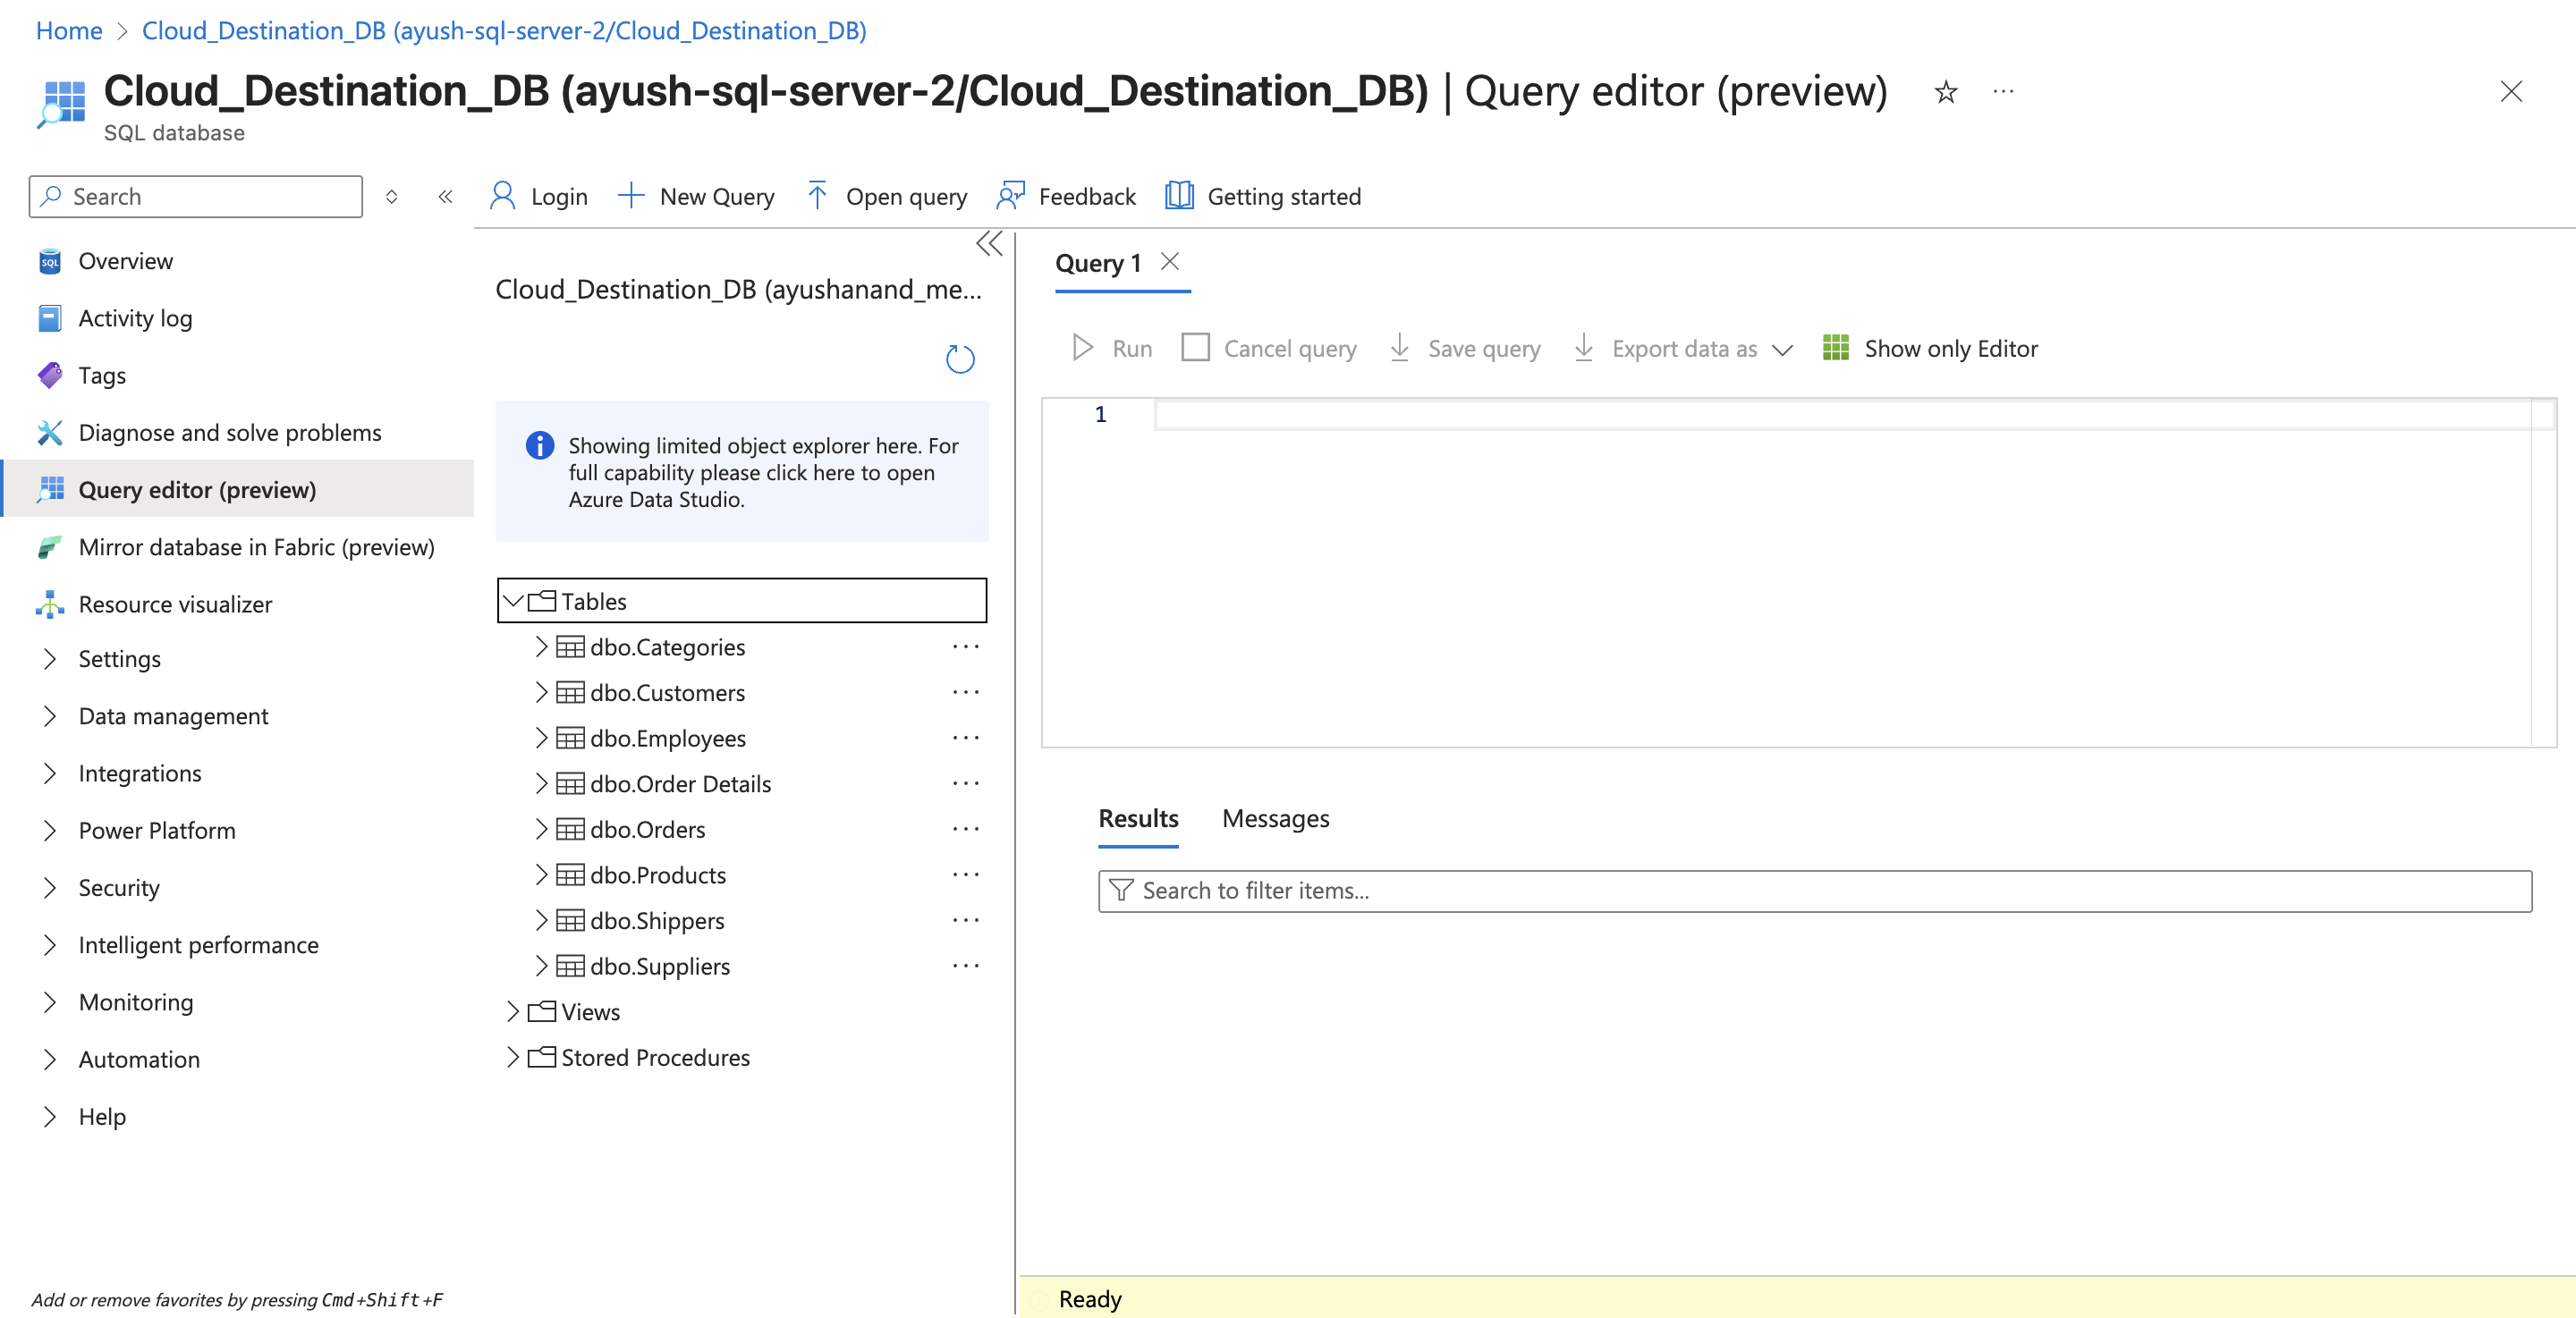 Home > Cloud_Destination_DB (ayush-sql-server-2/Cloud_Destination_DB)
Cloud_Destination_DB (ayush-sql-server-2/Cloud_Destination_DB) | Query editor (preview)
SQL database
Search
Login
New Query
Open query
Feedback
Getting started
SQL
Overview
Activity log
Tags
Diagnose and solve problems
Query editor (preview)
Mirror database in Fabric (preview)
Resource visualizer
Settings
Data management
Integrations
Power Platform
Security
Intelligent performance
Monitoring
Automation
Help
Add or remove favorites by pressing Cmd+Shift+F
Cloud_Destination_DB (ayushanand_me...
Showing limited object explorer here. For
full capability please click here to open
Azure Data Studio.
Tables
dbo.Categories
dbo.Customers
dbo.Employees
dbo.Order Details
dbo.Orders
dbo.Products
dbo.Shippers
dbo.Suppliers
Views
Stored Procedures
Query 1
Run
Cancel query
Save query
Export data as
Show only Editor
1
Results
Messages
Search to filter items...
Ready